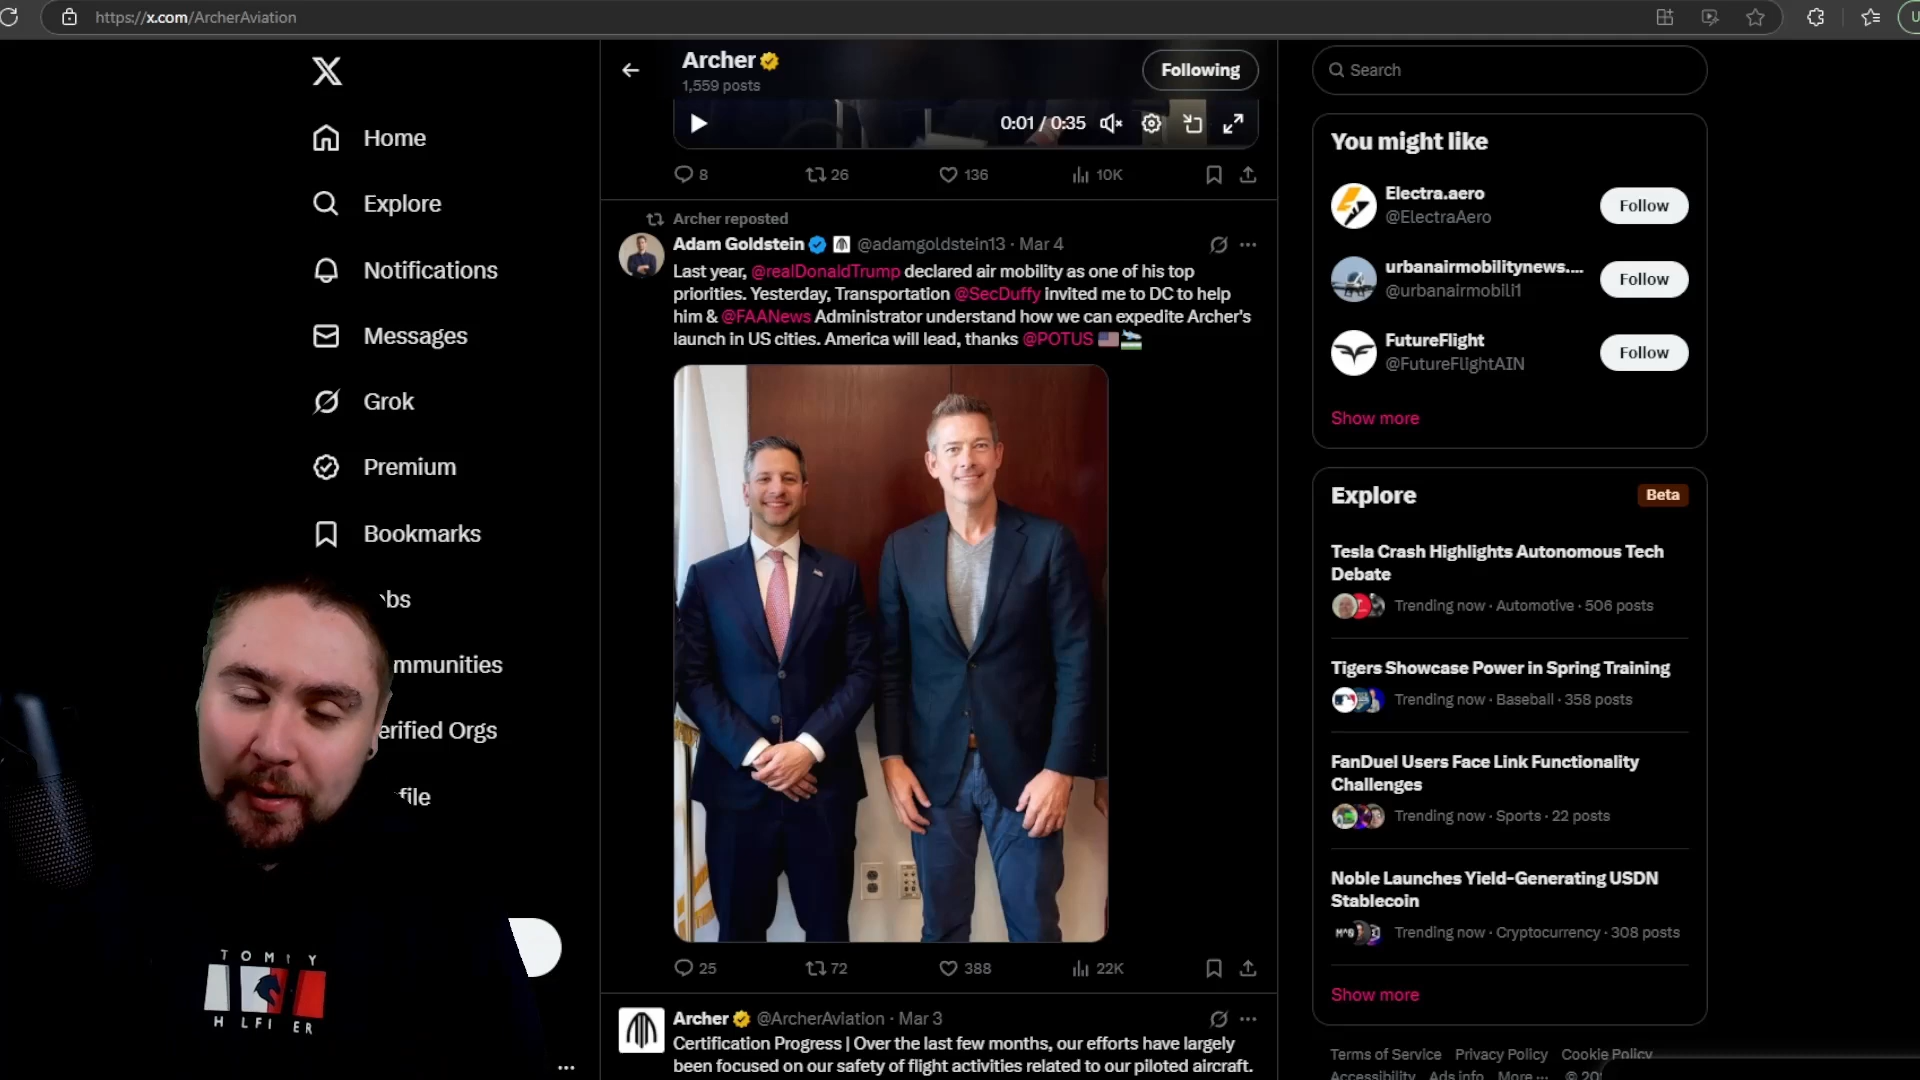 https://x.com/ArcherAviation
Archer
1,559 posts
Following
Search
Home
Explore
Notifications
Messages
Grok
Premium
Bookmarks
bs
mmunities
erified Orgs
file
TOM Y
H LFI ER
0:01 / 0:35
8
26
136
10K
Archer reposted
Adam Goldstein @adamgoldstein13 · Mar 4
Last year, @realDonaldTrump declared air mobility as one of his top
priorities. Yesterday, Transportation @SecDuffy invited me to DC to help
him & @FAANews Administrator understand how we can expedite Archer's
launch in US cities. America will lead, thanks @POTUS
25
72
388
22K
Archer @ArcherAviation · Mar 3
Certification Progress | Over the last few months, our efforts have largely
been focused on our safety of flight activities related to our piloted aircraft.
You might like
Electra.aero
@ElectraAero
Follow
urbanairmobilitynews....
@urbanairmobili1
Follow
FutureFlight
@FutureFlightAIN
Follow
Show more
Explore
Beta
Tesla Crash Highlights Autonomous Tech
Debate
Trending now · Automotive · 506 posts
Tigers Showcase Power in Spring Training
Trending now · Baseball · 358 posts
FanDuel Users Face Link Functionality
Challenges
Trending now · Sports · 22 posts
Noble Launches Yield-Generating USDN
Stablecoin
Trending now · Cryptocurrency · 308 posts
Show more
Terms of Service Privacy Policy Cookie Policy
Accessibility Ads info More ··· © 20